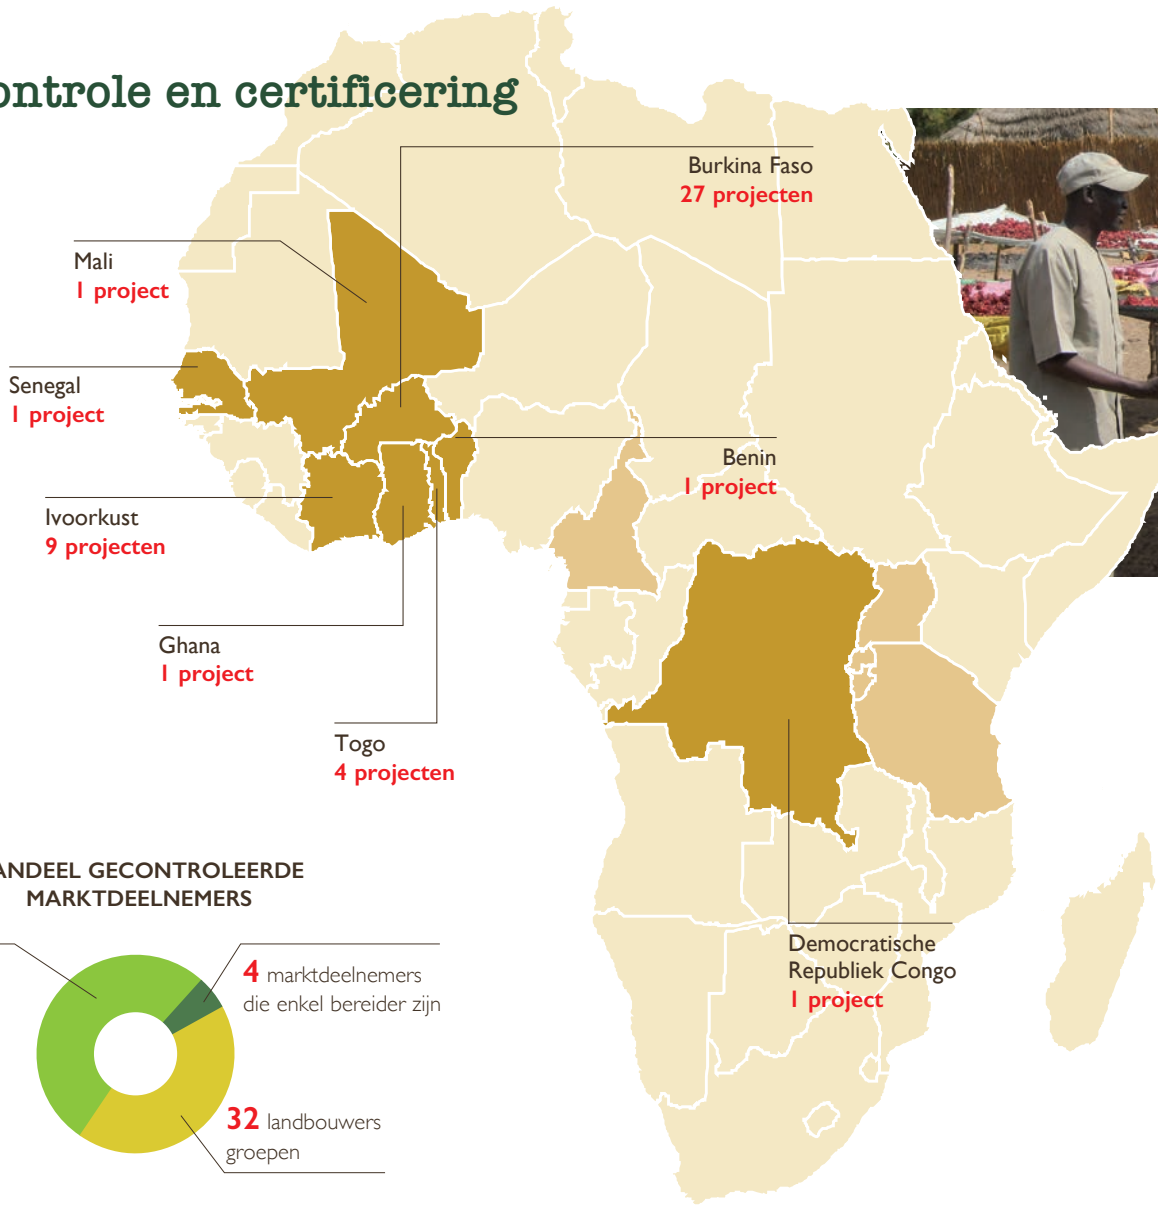 ontrole en certificering
Burkina Faso
27 projecten
Mali
1 project
Senegal
1 project
Benin
1 project
Ivoorkust
9 projecten
Ghana
1 project
Togo
4 projecten
Democratische
Republiek Congo
1 project
ANDEEL GECONTROLEERDE
MARKTDEELNEMERS
4 marktdeelnemers
die enkel bereider zijn
32 landbouwers
groepen